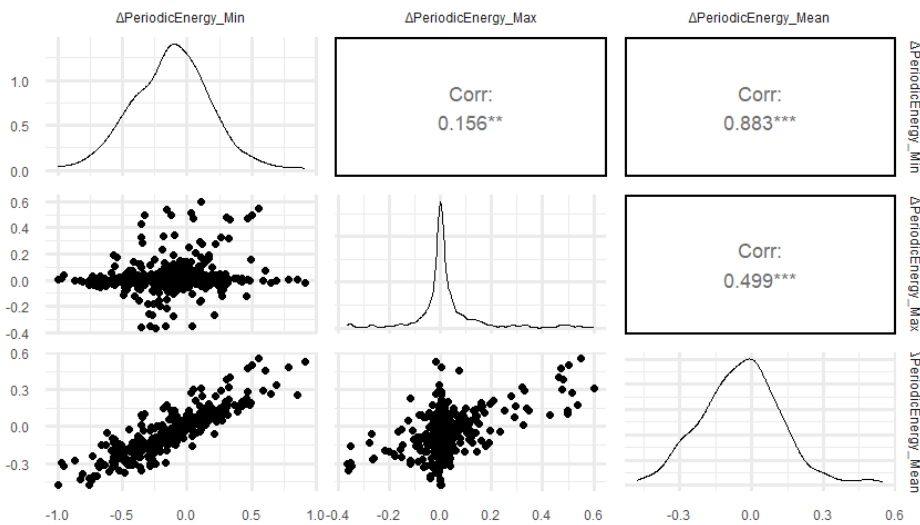 ΔPeriodicEnergy_Min ΔPeriodicEnergy_Max ΔPeriodicEnergy_Mean
1.0
0.5
0.0
Corr:
0.156**
Corr:
0.883***
ΔPeriodicEnergy_Min
0.6
0.4
0.2
0.0
-0.2
-0.4
Corr:
0.499***
ΔPeriodicEnergy_Max
0.6
0.3
0.0
-0.3
ΔPeriodicEnergy_Mean
-1.0 -0.5 0.0 0.5 1.0 -0.4 -0.2 0.0 0.2 0.4 0.6 -0.3 0.0 0.3 0.6